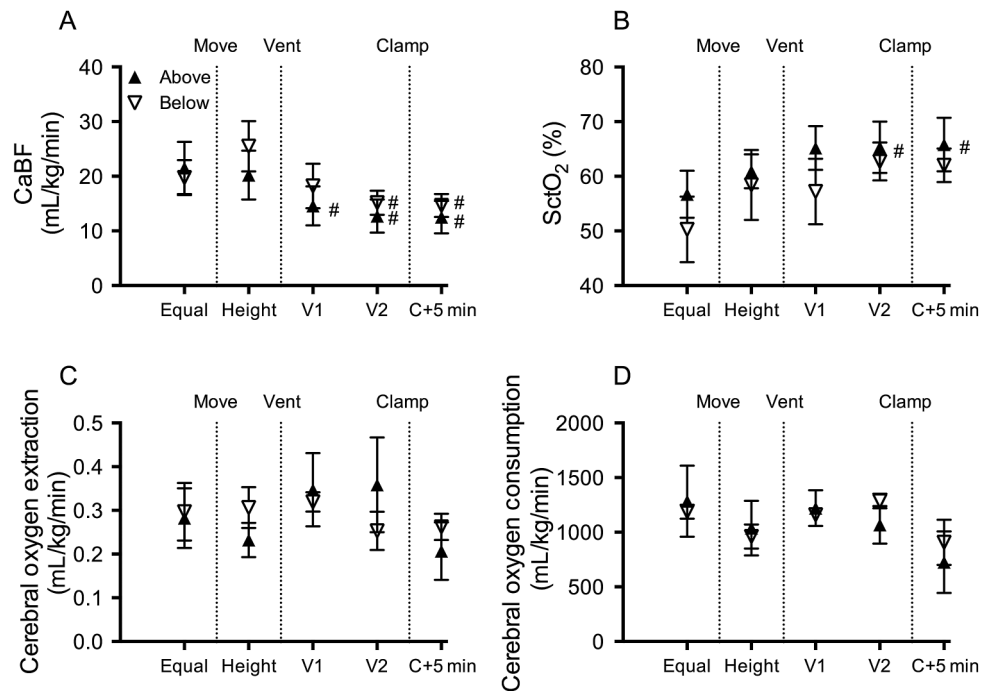 A
Move Vent Clamp
CaBF
(mL/kg/min)
40
30
20
10
0
Above
Below
#
#
#
#
#
Equal Height V1 V2 C+5 min
B
Move Vent Clamp
SctO2 (%)
80
70
60
50
40
#
#
Equal Height V1 V2 C+5 min
C
Move Vent Clamp
Cerebral oxygen extraction
(mL/kg/min)
0.5
0.4
0.3
0.2
0.1
0.0
Equal Height V1 V2 C+5 min
D
Move Vent Clamp
Cerebral oxygen consumption
(mL/kg/min)
2000
1500
1000
500
0
Equal Height V1 V2 C+5 min